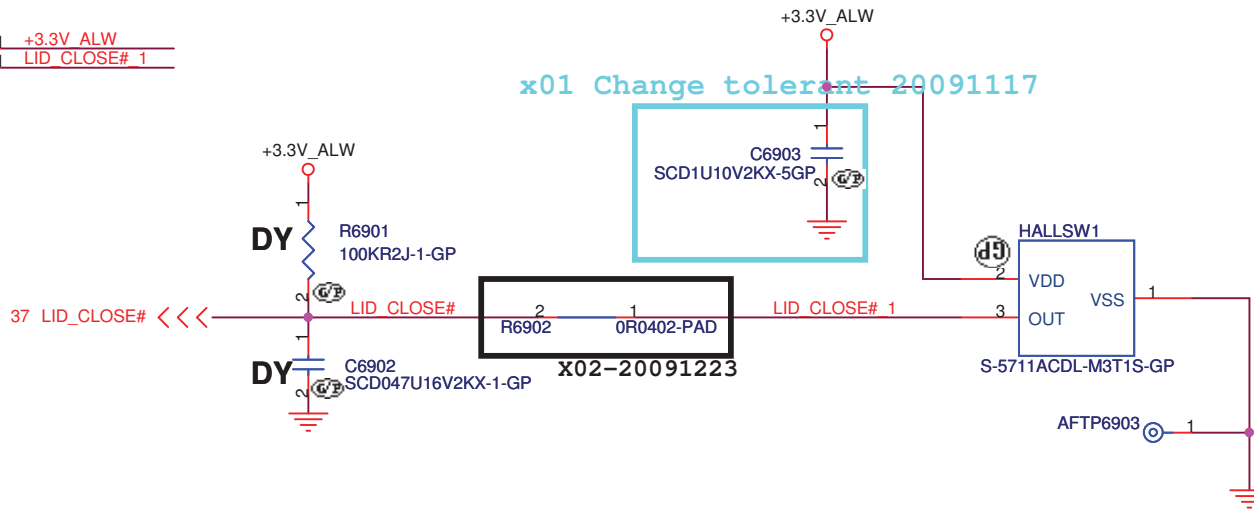 +3.3V_ALW
+3.3V_ALW
LID_CLOSE#_1
x01 Change tolerant 20091117
1
C6903
SCD1U10V2KX-5GP
2
G/P
+3.3V_ALW
1
DY
R6901
100KR2J-1-GP
2
G/P
HALLSW1
GP
2
VDD
VSS
1
3
OUT
S-5711ACDL-M3T1S-GP
37 LID_CLOSE#
LID_CLOSE#
2
1
R6902
0R0402-PAD
LID_CLOSE#_1
X02-20091223
1
DY
C6902
SCD047U16V2KX-1-GP
2
G/P
AFTP6903
1